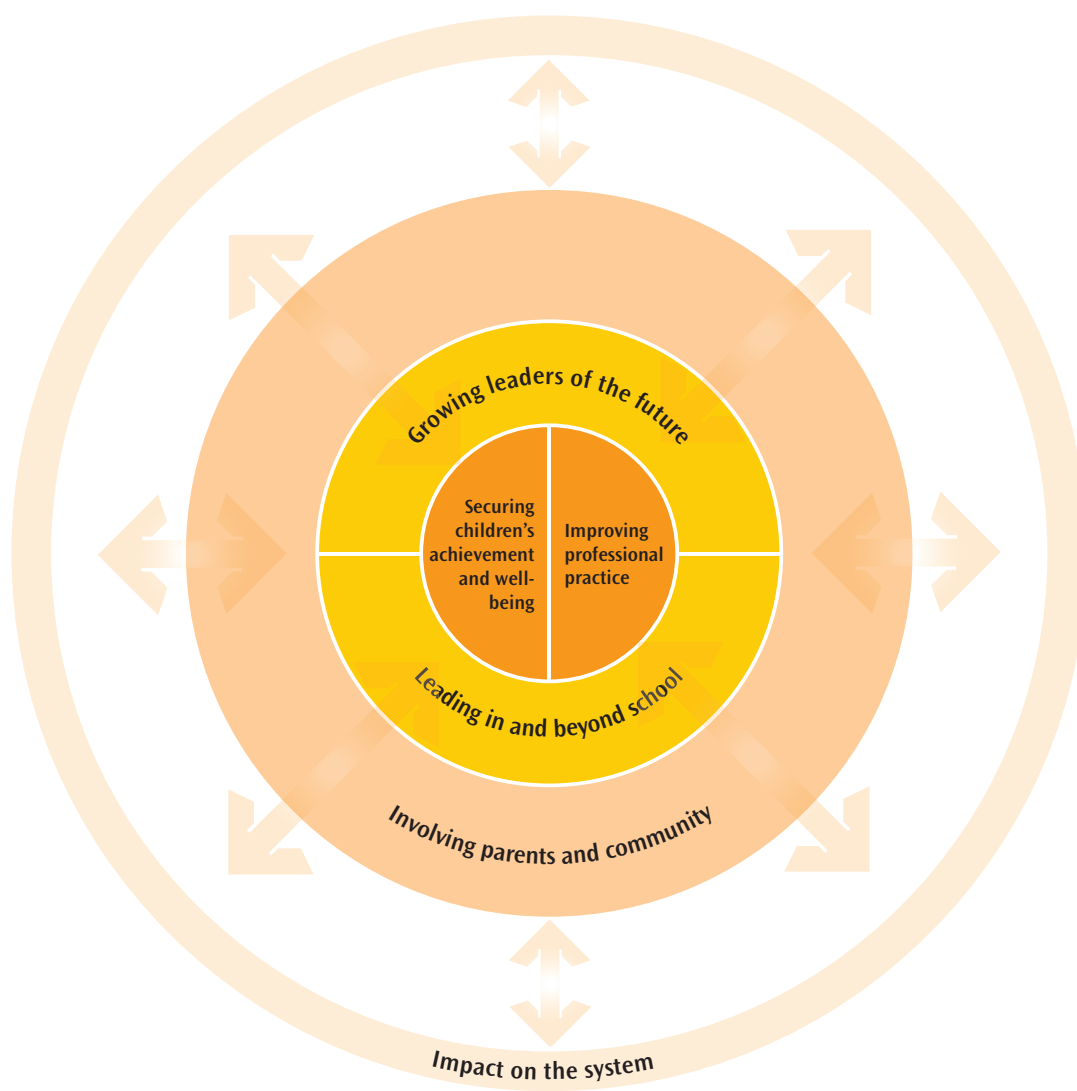 Growing leaders of the future
Securing
children’s
achievement
and well-
being
Improving
professional
practice
Leading in and beyond school
Involving parents and community
Impact on the system